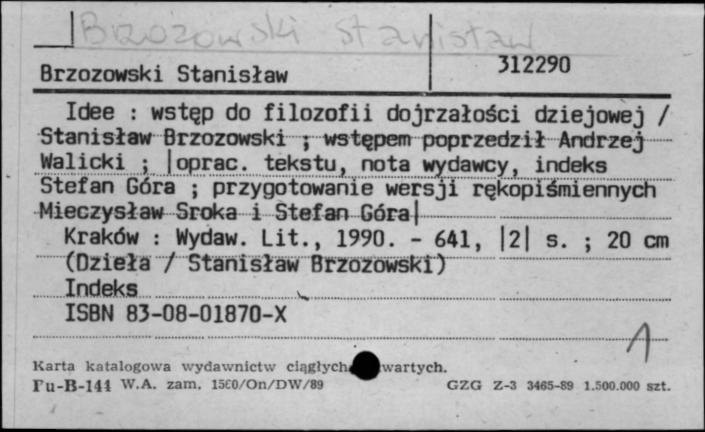 Brzozowski Stanisław
Brzozowski Stanisław 312290
Idee : wstęp do filozofii dojrzałości dziejowej /
Stanisław Brzozowski ; wstępem poprzedził Andrzej
Walicki ; |oprac. tekstu, nota wydawcy, indeks
Stefan Góra ; przygotowanie wersji rękopiśmiennych
Mieczysław Sroka i Stefan Góra|
Kraków : Wydaw. Lit., 1990. - 641, |2| s. ; 20 cm
(Dzieła / Stanisław Brzozowski)
Indeks
ISBN 83-08-01870-X
1
Karta katalogowa wydawnictw ciągłych wartych.
Pu-B-144 W.A. zam. 1500/On/DW/89 GZG Z-3 3465-89 1.500.000 szt.